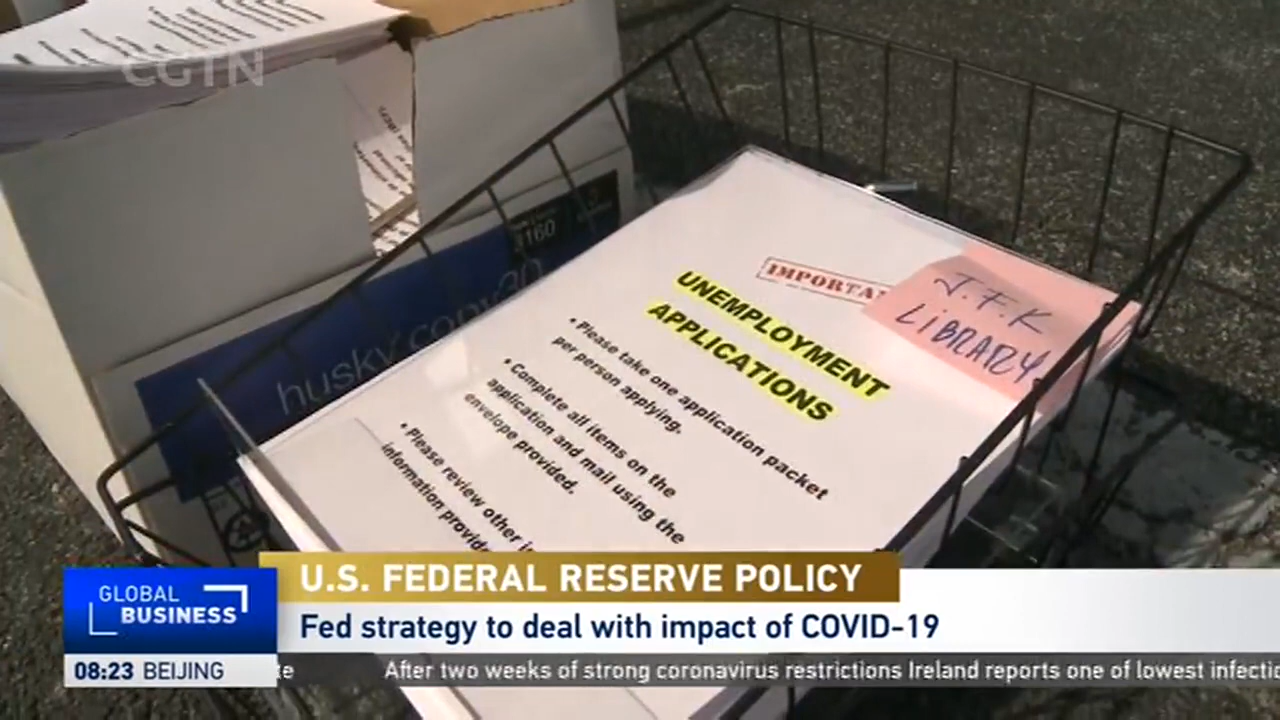 CGTN
3160
husky copy
IMPORTA
J.F.K
LIBRARY
UNEMPLOYMENT
APPLICATIONS
• Please take one application packet
per person applying.
• Complete all items on the
application and mail using the
envelope provided.
• Please review other
information
U.S. FEDERAL RESERVE POLICY
GLOBAL
BUSINESS
Fed strategy to deal with impact of COVID-19
08:23 BEIJING
After two weeks of strong coronavirus restrictions Ireland reports one of lowest